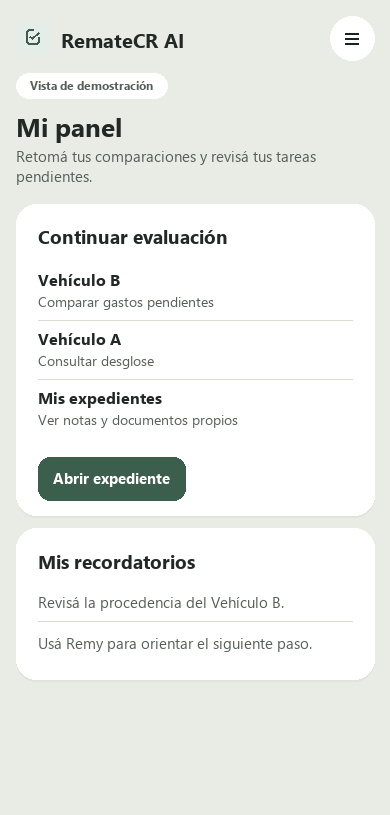 RemateCR AI
Vista de demostración
Mi panel
Retomá tus comparaciones y revisá tus tareas
pendientes.
Continuar evaluación
Vehículo B
Comparar gastos pendientes
Vehículo A
Consultar desglose
Mis expedientes
Ver notas y documentos propios
Abrir expediente
Mis recordatorios
Revisá la procedencia del Vehículo B.
Usá Remy para orientar el siguiente paso.